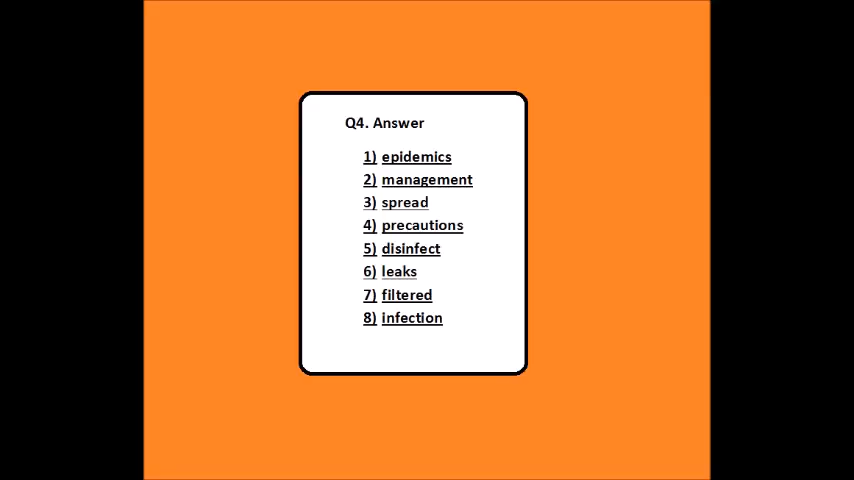 Q4. Answer
1) epidemics
2) management
3) spread
4) precautions
5) disinfect
6) leaks
7) filtered
8) infection